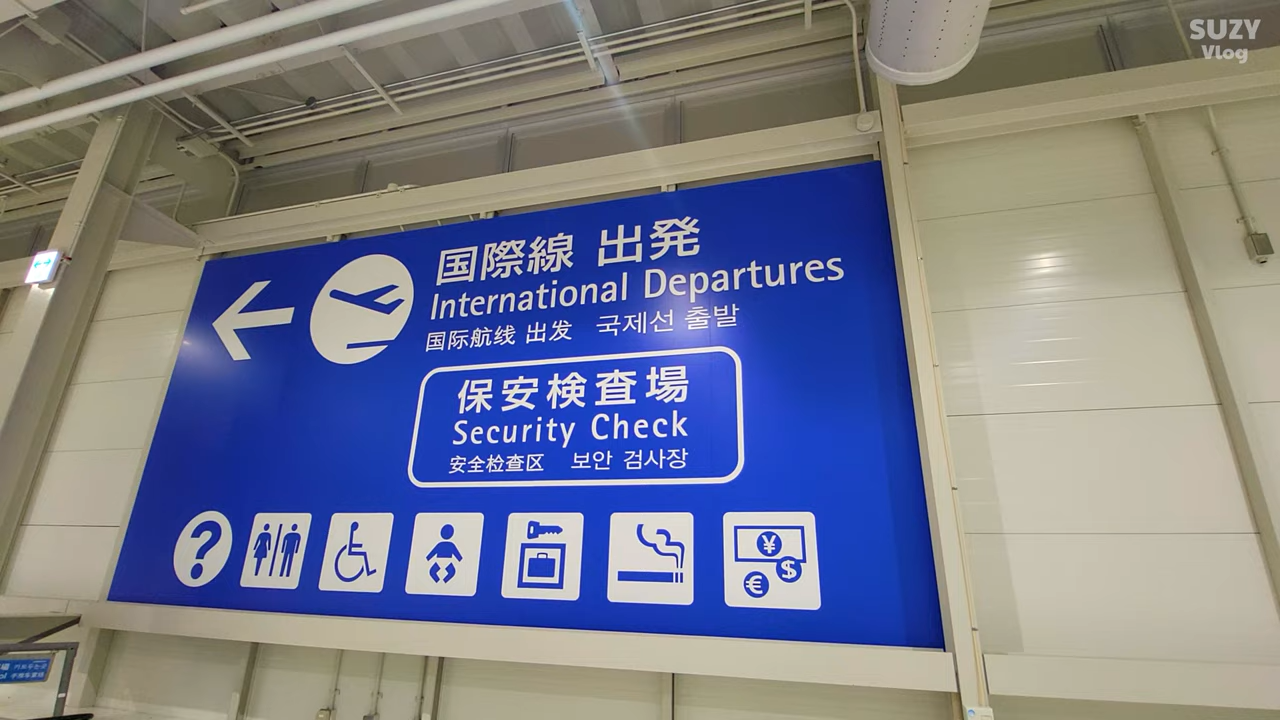 SUZY
Vlog
国際線 出発
International Departures
国际航线 出发 국제선 출발
保安検査場
Security Check
安全检查区 보안 검사장
?
¥
$
€